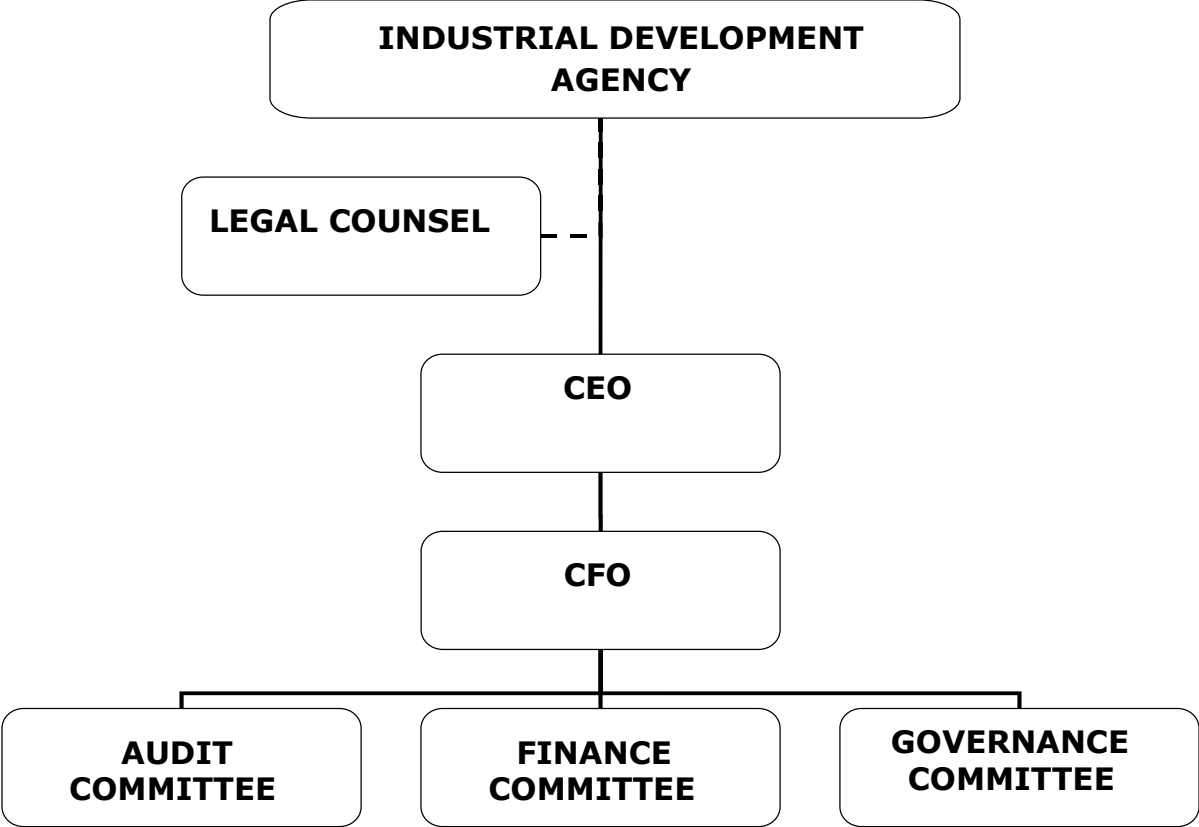 INDUSTRIAL DEVELOPMENT
AGENCY
LEGAL COUNSEL
CEO
CFO
AUDIT
COMMITTEE
FINANCE
COMMITTEE
GOVERNANCE
COMMITTEE